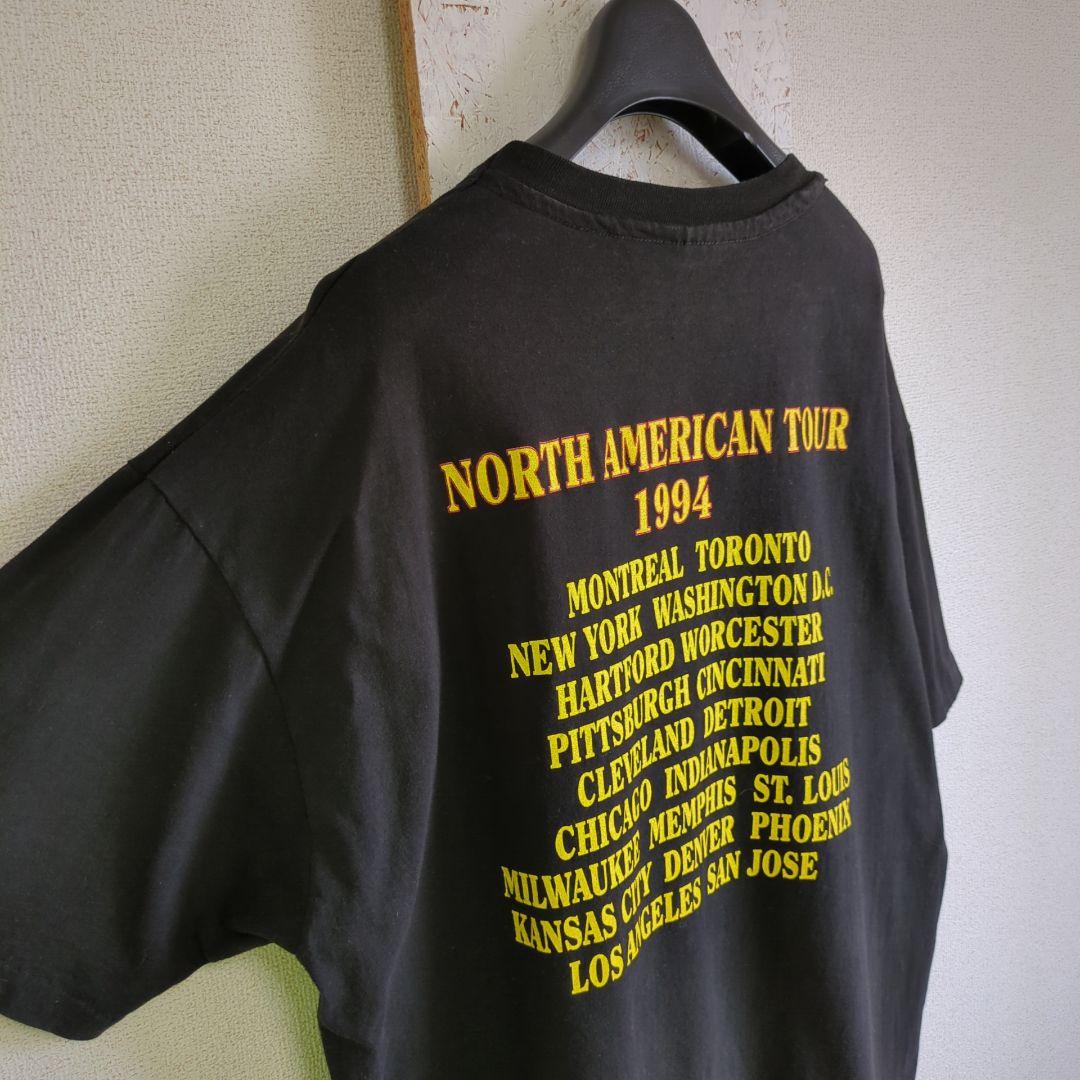 NORTH AMERICAN TOUR
1994
MONTREAL TORONTO
NEW YORK WASHINGTON D.C.
HARTFORD WORCESTER
PITTSBURGH CINCINNATI
CLEVELAND DETROIT
CHICAGO INDIANAPOLIS
MILWAUKEE MEMPHIS ST. LOUIS
KANSAS CITY DENVER PHOENIX
LOS ANGELES SAN JOSE